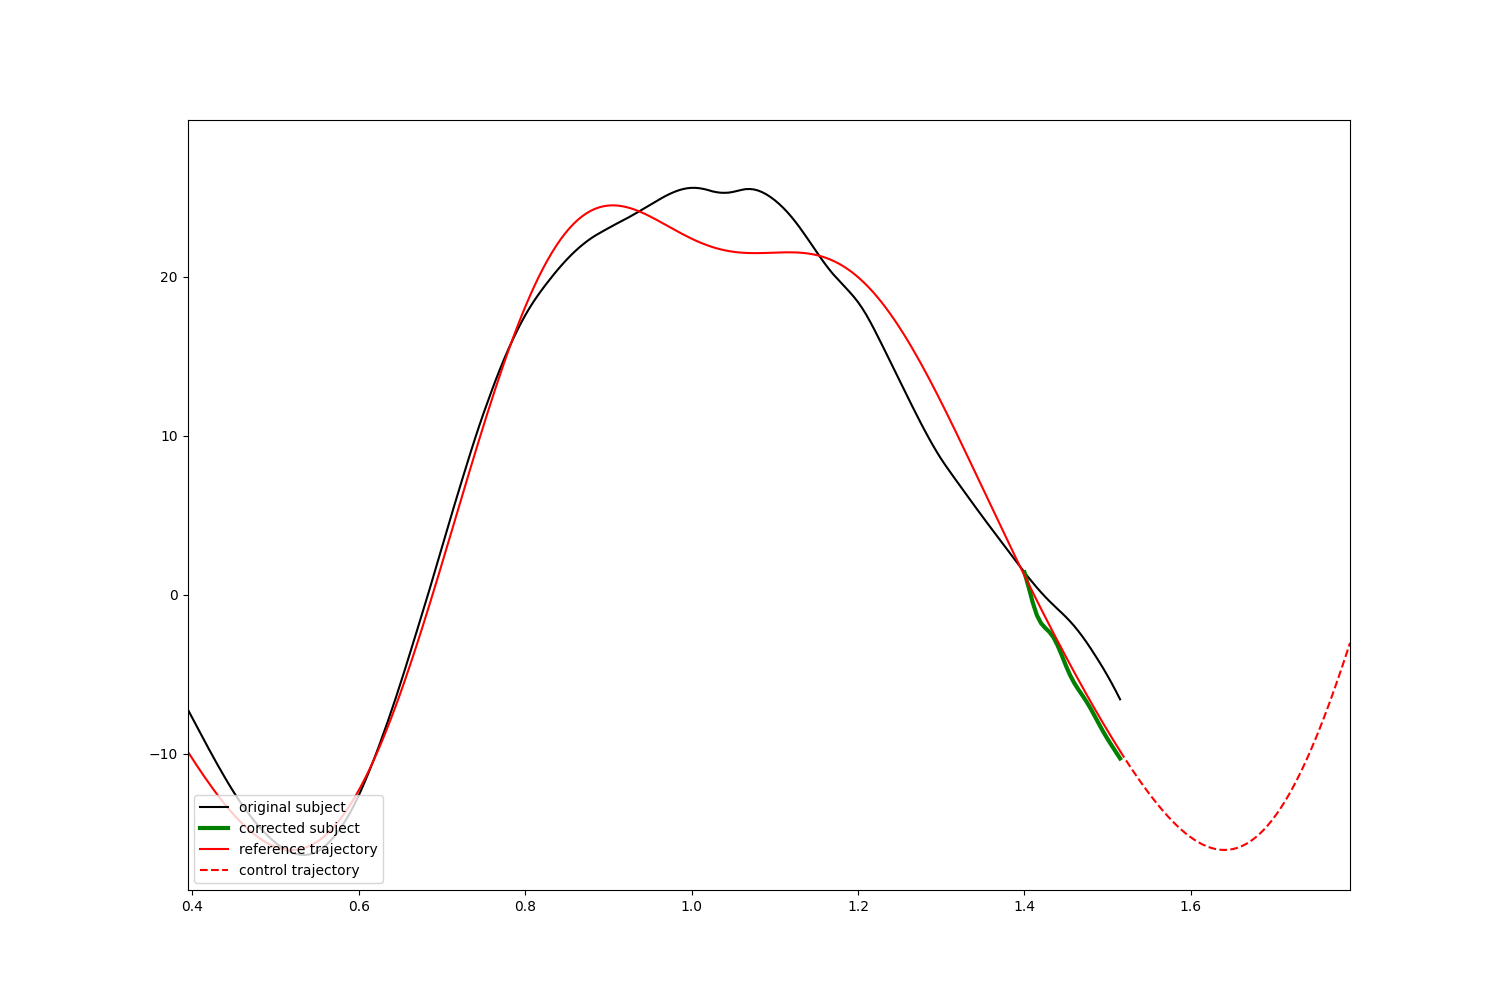 20
10
0
−10
original subject
corrected subject
reference trajectory
control trajectory
0.4 0.6 0.8 1.0 1.2 1.4 1.6